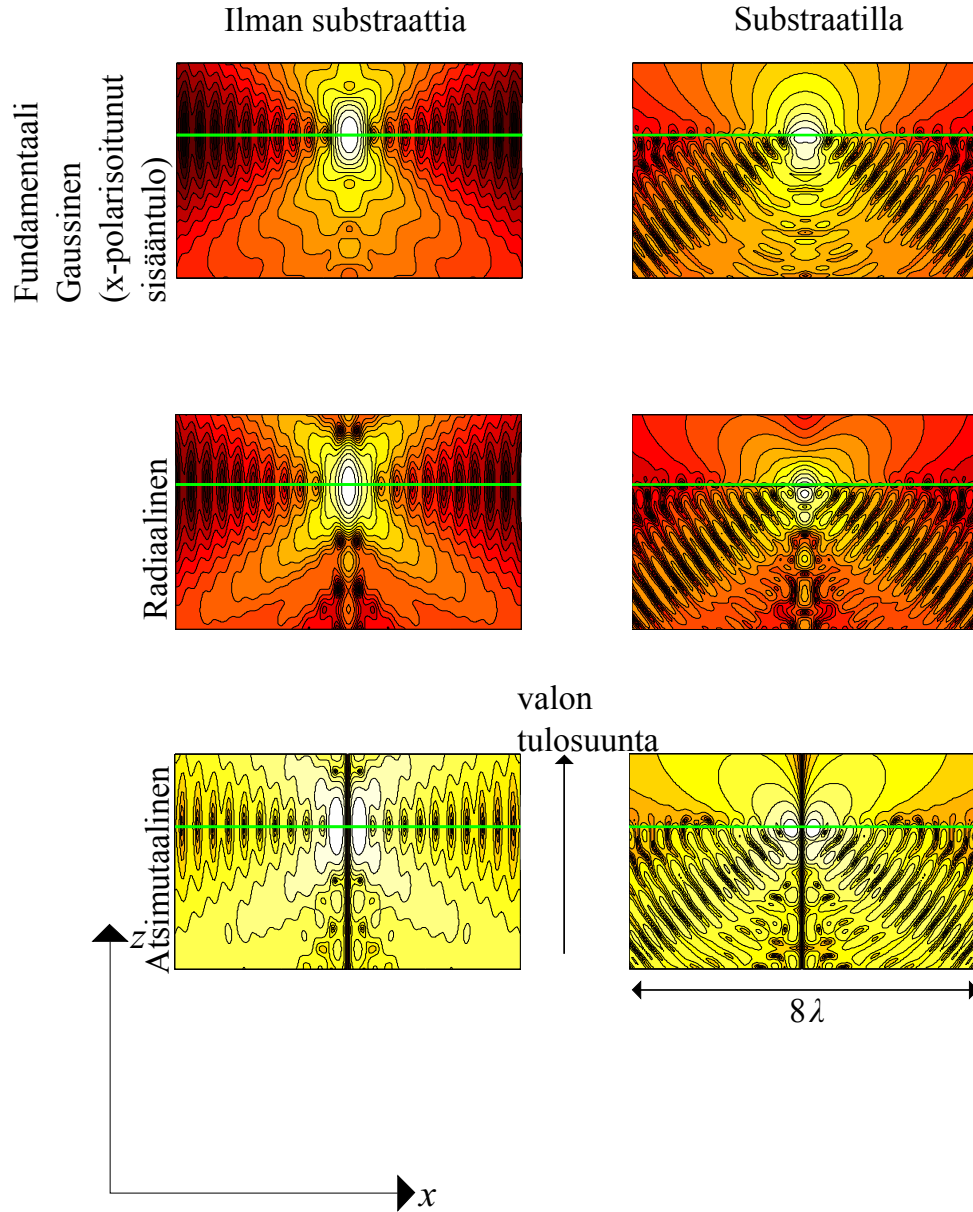 Ilman substraattia
Substraatilla
Fundamentaali
Gaussinen
(x-polarisoitunut
sisääntulo)
Radiaalinen
valon
tulosuunta
Atsimutaalinen
z
8λ
x